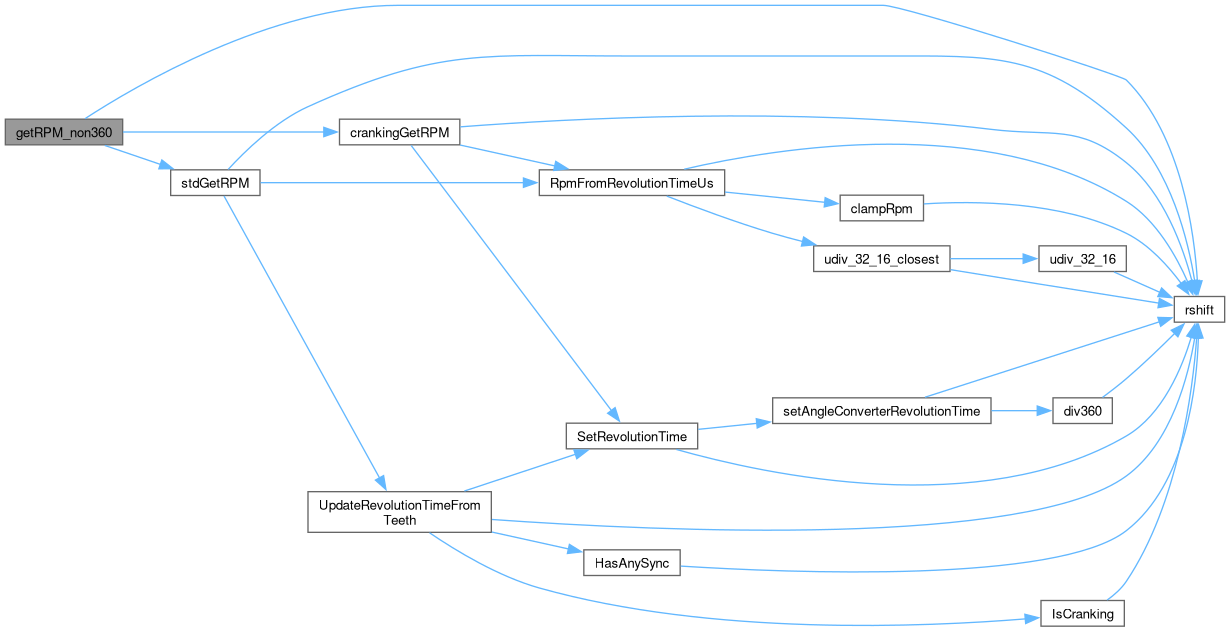 getRPM_non360
crankingGetRPM
stdGetRPM
RpmFromRevolutionTimeUs
clampRpm
udiv_32_16_closest
udiv_32_16
rshift
setAngleConverterRevolutionTime
div360
SetRevolutionTime
UpdateRevolutionTimeFrom
Teeth
HasAnySync
IsCranking